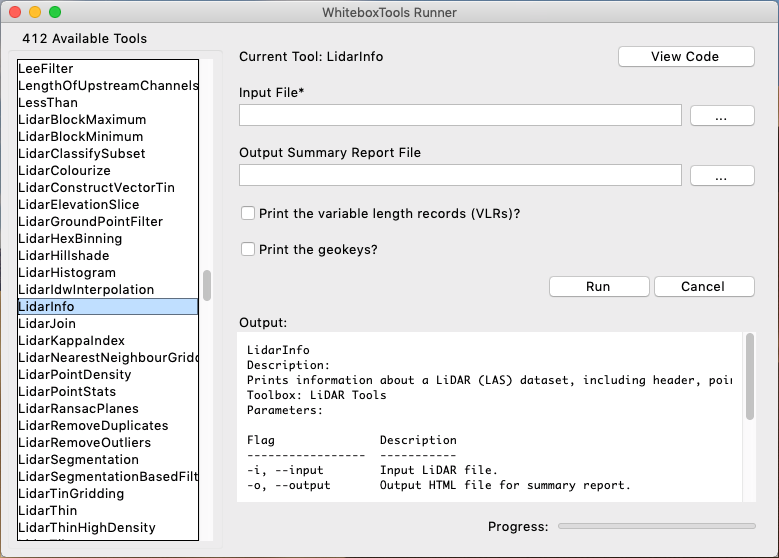 WhiteboxTools Runner
412 Available Tools
LeeFilter
LengthOfUpstreamChannels
LessThan
LidarBlockMaximum
LidarBlockMinimum
LidarClassifySubset
LidarColourize
LidarConstructVectorTin
LidarElevationSlice
LidarGroundPointFilter
LidarHexBinning
LidarHillshade
LidarHistogram
LidarIdwInterpolation
LidarInfo
LidarJoin
LidarKappaIndex
LidarNearestNeighbourGridd
LidarPointDensity
LidarPointStats
LidarRansacPlanes
LidarRemoveDuplicates
LidarRemoveOutliers
LidarSegmentation
LidarSegmentationBasedFilt
LidarTinGridding
LidarThin
LidarThinHighDensity
Current Tool: LidarInfo
View Code
Input File*
...
Output Summary Report File
...
Print the variable length records (VLRs)?
Print the geokeys?
Run
Cancel
Output:
LidarInfo
Description:
Prints information about a LiDAR (LAS) dataset, including header, poi
Toolbox: LiDAR Tools
Parameters:
Flag Description
----------------- -----------
-i, --input Input LiDAR file.
-o, --output Output HTML file for summary report.
Progress: